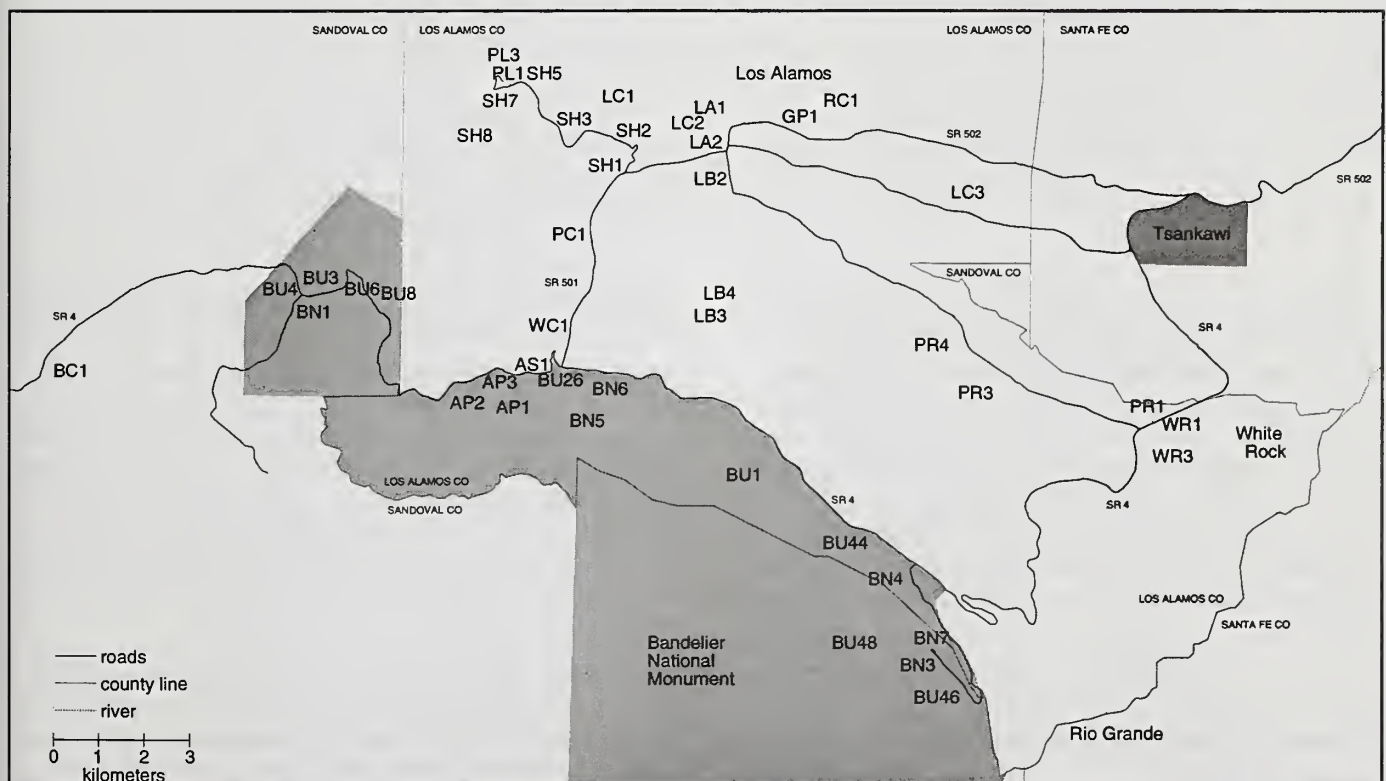 SANDOVAL CO
LOS ALAMOS CO
LOS ALAMOS CO
SANTA FE CO
PL3
PL1
SH5
SH7
SH8
SH3
LC1
SH2
SH1
Los Alamos
LA1
LC2
LA2
GP1
RC1
SR 502
SR 502
LB2
LC3
Tsankawi
PC1
SR 501
SANDOVAL CO
BU3
BU4
BU6
BU8
BN1
SR 4
BC1
LB4
LB3
WC1
SR 4
PR4
AS1
AP3
BU26
BN6
AP2
AP1
BN5
PR3
PR1
WR1
WR3
White
Rock
BU1
LOS ALAMOS CO
SANDOVAL CO
SR 4
SR 4
BU44
BN4
LOS ALAMOS CO
SANTA FE CO
Bandelier
National
Monument
BU48
BN7
BN3
BU46
Rio Grande
roads
county line
river
0 1 2 3
kilometers